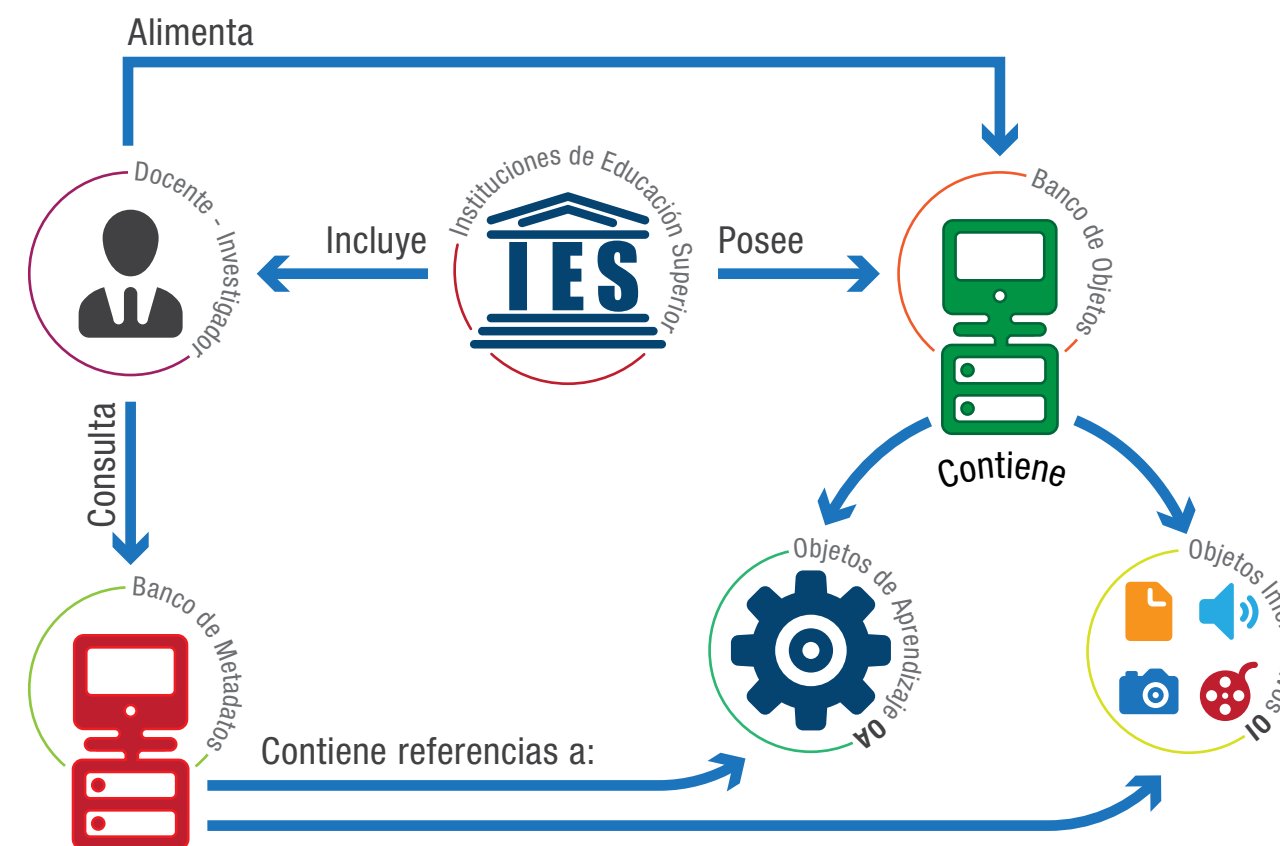 Alimenta
Docente - Investigador
Incluye
Instituciones de Educación Superior
IES
Posee
Banco de Objetos
Consulta
Contiene
Banco de Metadatos
Objetos de Aprendizaje OA
Objetos OI
Contiene referencias a: